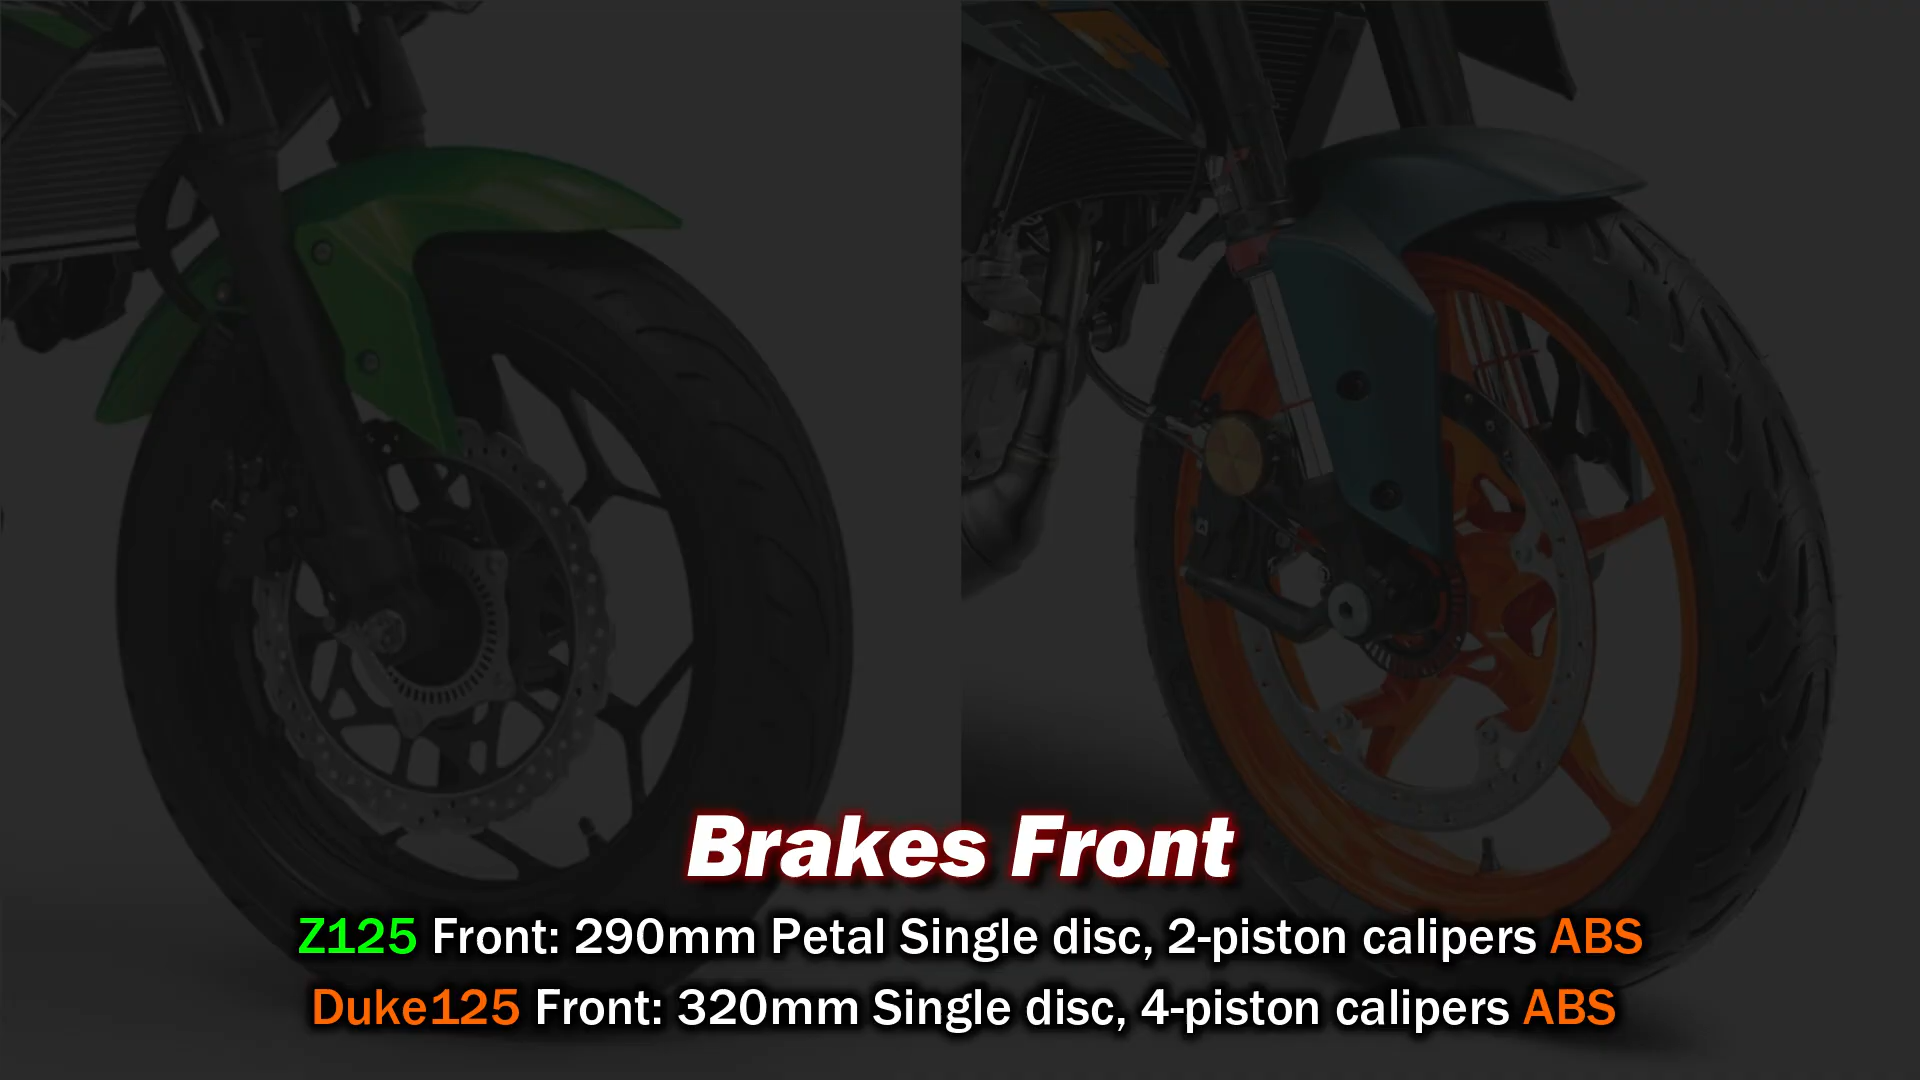 Brakes Front
Z125 Front: 290mm Petal Single disc, 2-piston calipers ABS
Duke125 Front: 320mm Single disc, 4-piston calipers ABS